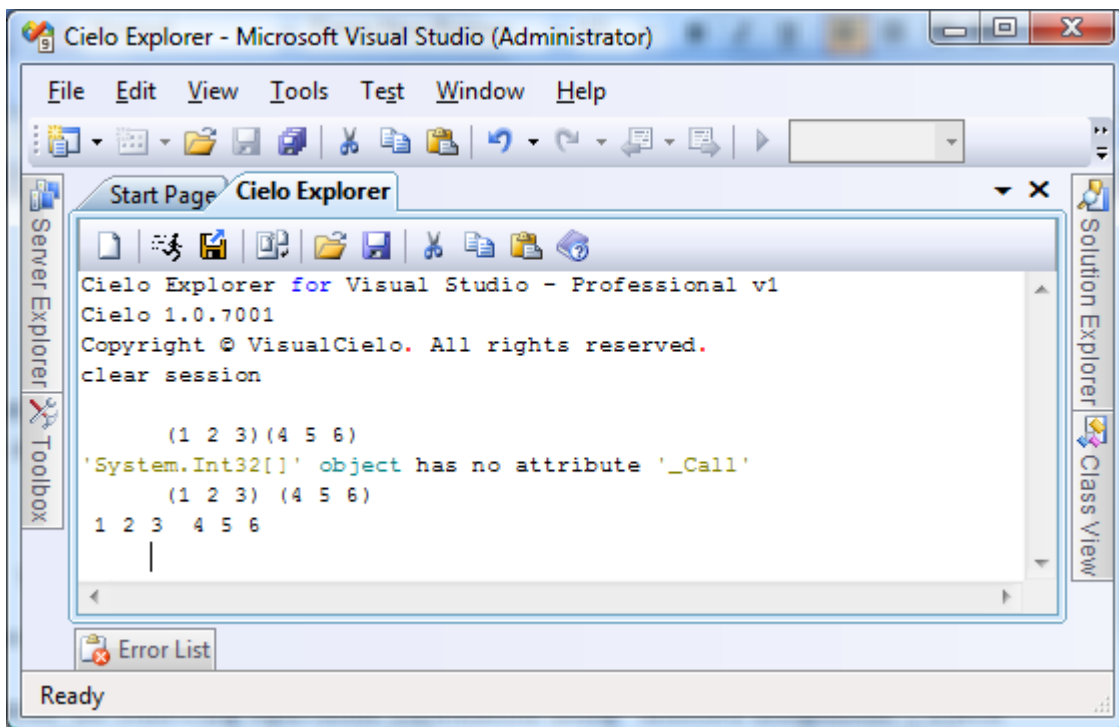 Cielo Explorer - Microsoft Visual Studio (Administrator)
File Edit View Tools Test Window Help
Start Page Cielo Explorer
Server Explorer
Toolbox
Cielo Explorer for Visual Studio - Professional v1
Cielo 1.0.7001
Copyright © VisualCielo. All rights reserved.
clear session
(1 2 3)(4 5 6)
'System.Int32[]' object has no attribute '_Call'
(1 2 3) (4 5 6)
1 2 3  4 5 6
Solution Explorer
Class View
Error List
Ready